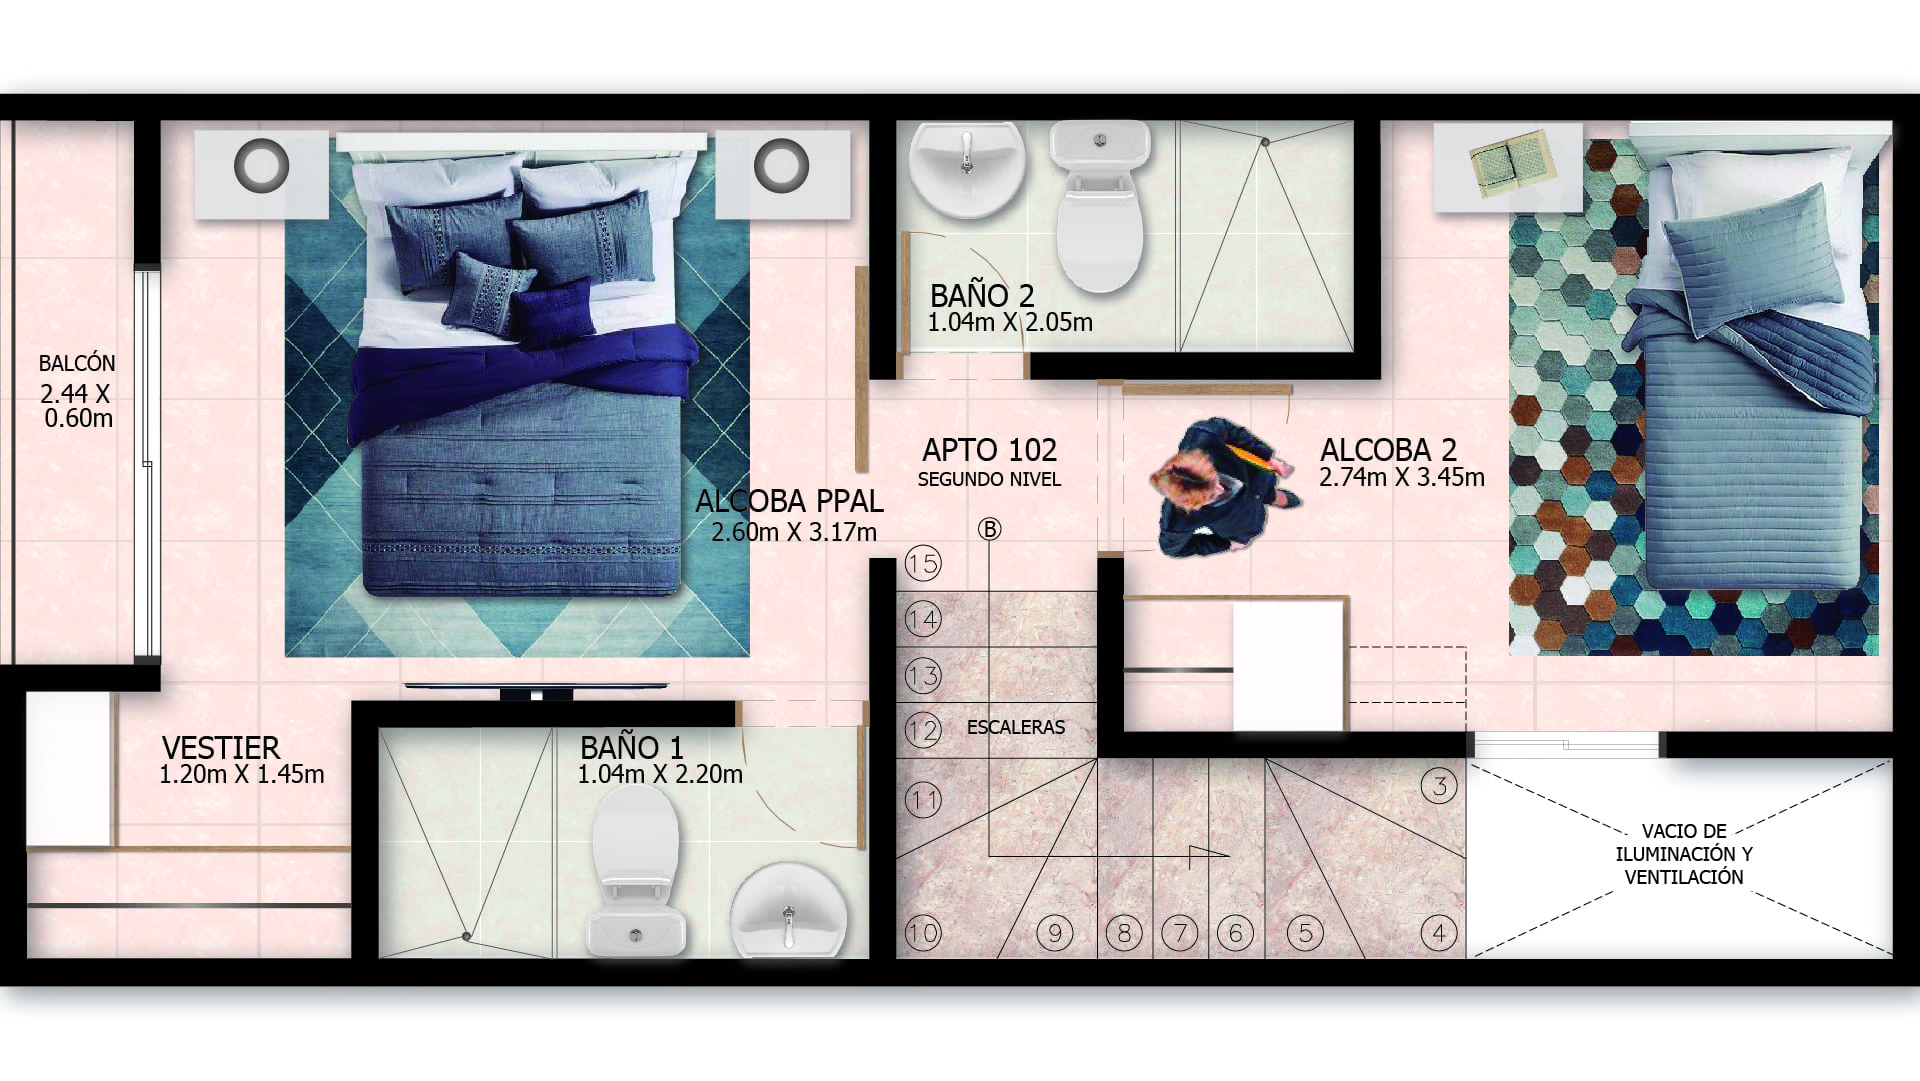 BALCÓN
2.44 X
0.60m
ALCOBA PPAL
2.60m X 3.17m
VESTIER
1.20m X 1.45m
BAÑO 1
1.04m X 2.20m
BAÑO 2
1.04m X 2.05m
APTO 102
SEGUNDO NIVEL
B
ALCOBA 2
2.74m X 3.45m
15
14
13
12
ESCALERAS
11
10
9
8
7
6
5
4
3
VACIO DE
ILUMINACIÓN Y
VENTILACIÓN